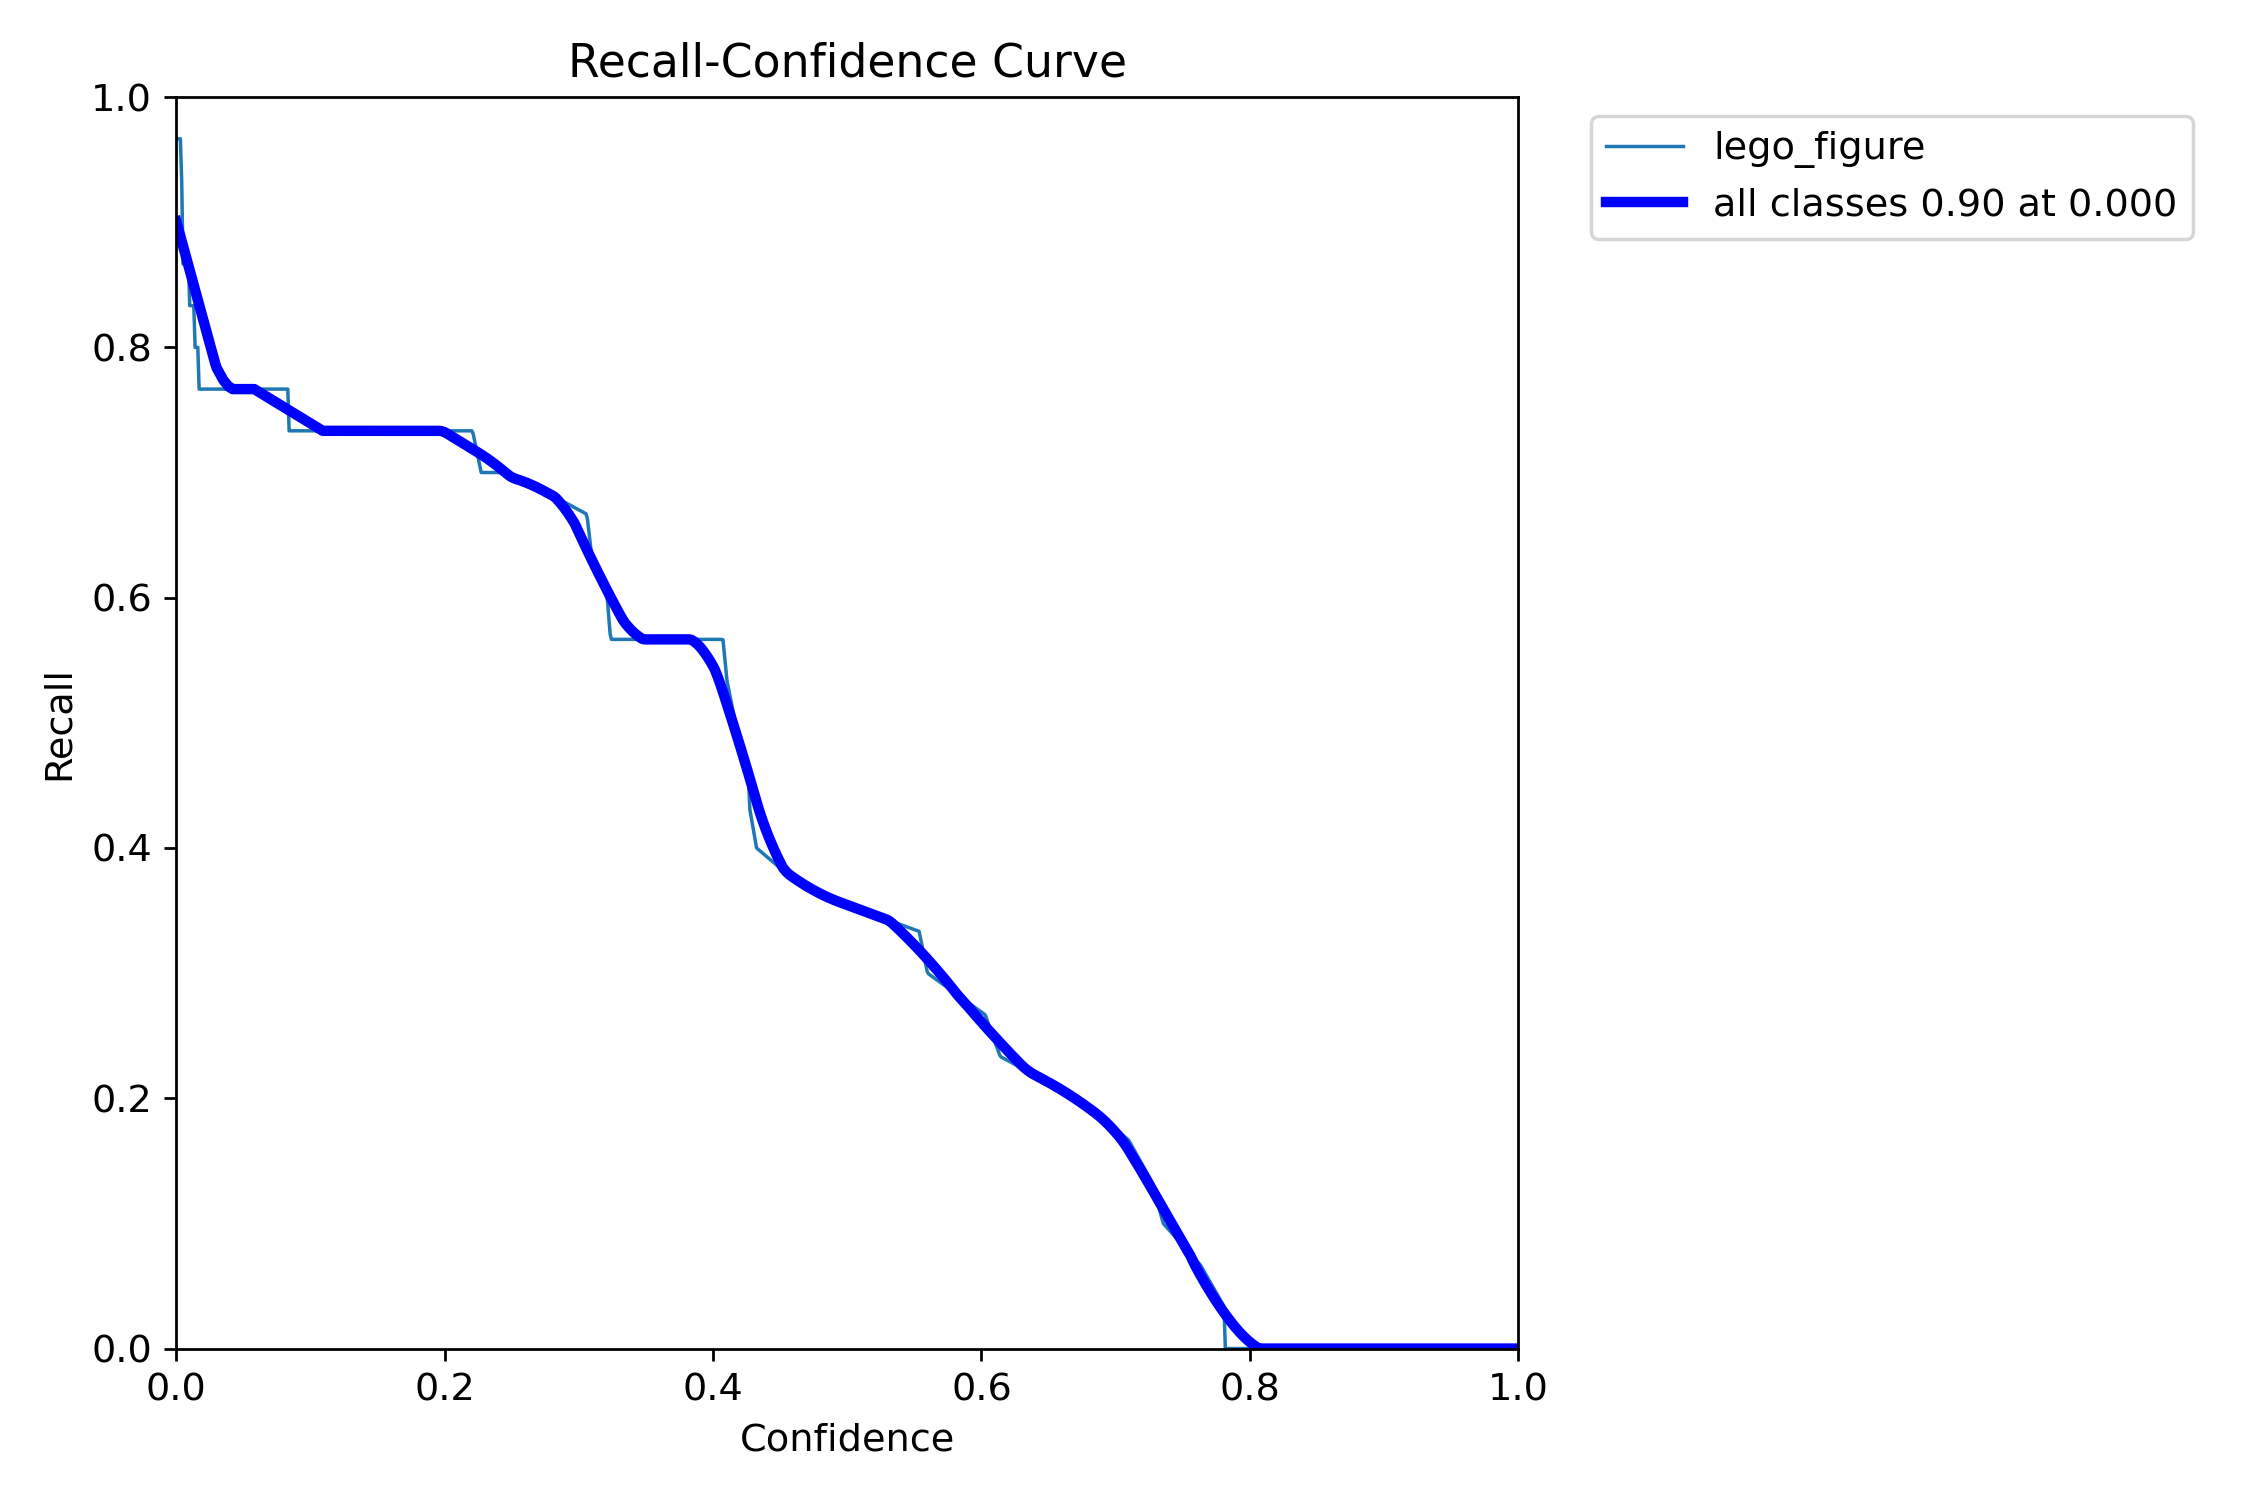 Recall-Confidence Curve
1.0
0.8
0.6
0.4
0.2
0.0
Recall
0.0 0.2 0.4 0.6 0.8 1.0
Confidence
lego_figure
all classes 0.90 at 0.000